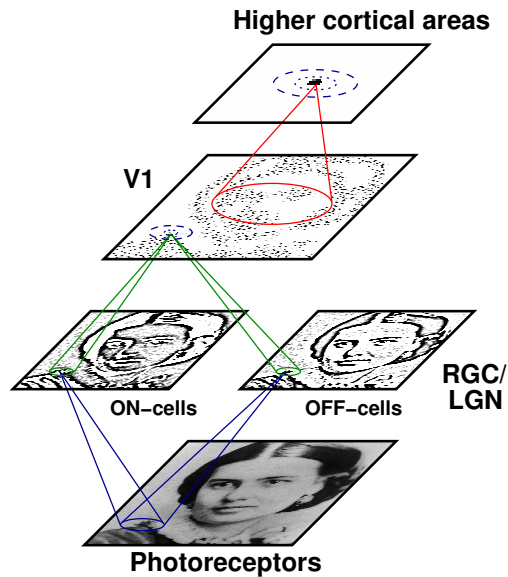 Higher cortical areas
V1
ON−cells
OFF−cells
RGC/
LGN
Photoreceptors